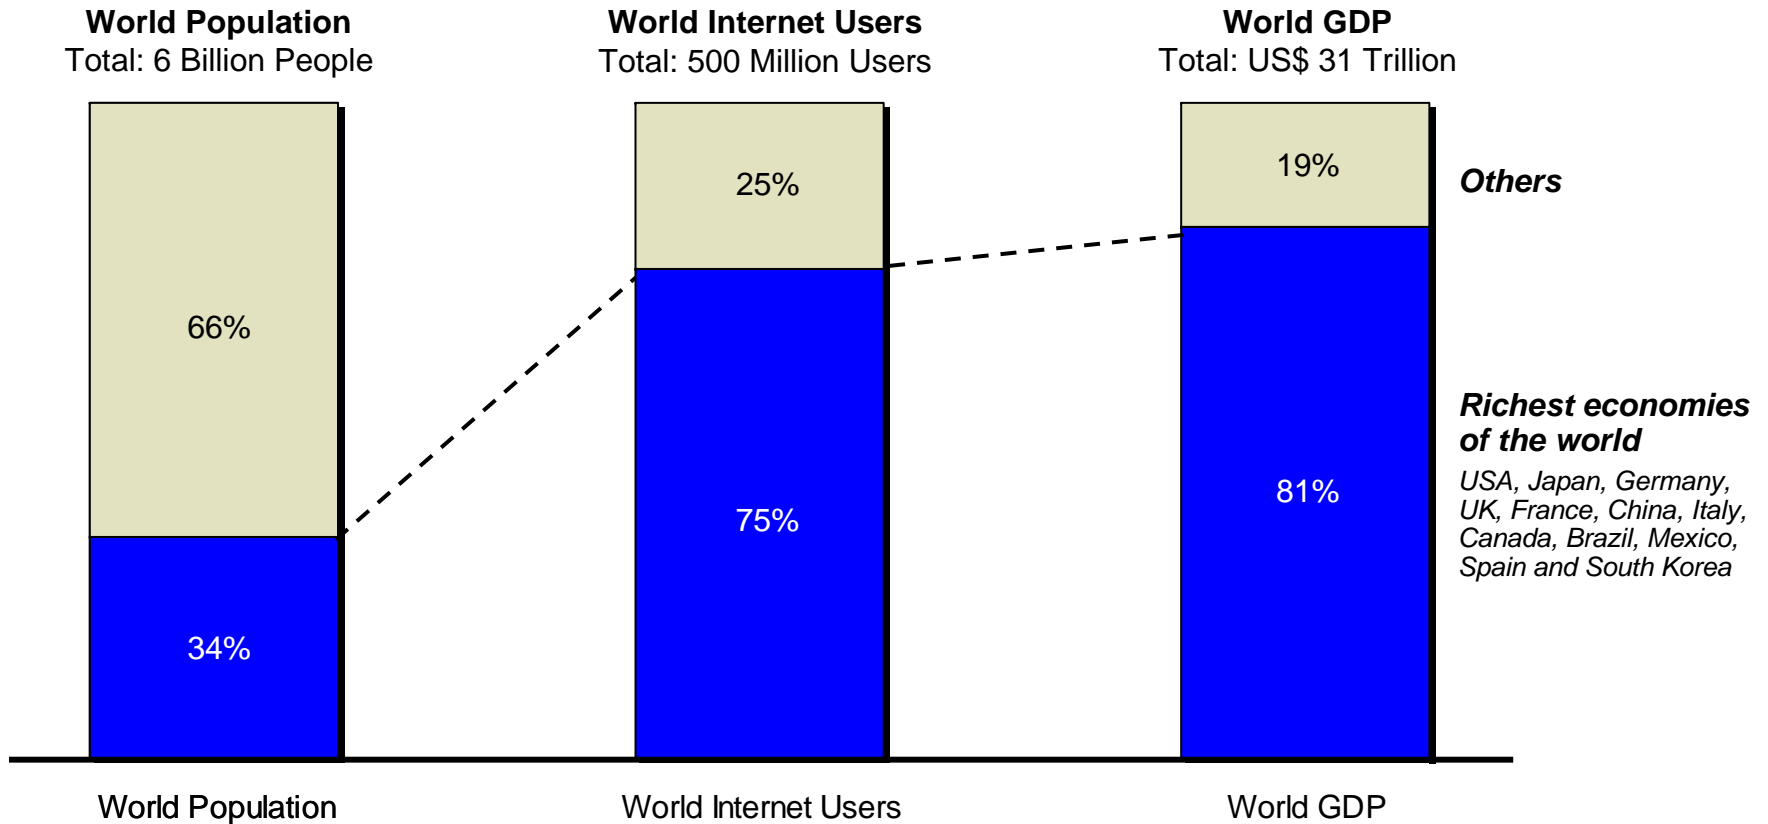 World Population
Total: 6 Billion People
World Internet Users
Total: 500 Million Users
World GDP
Total: US$ 31 Trillion
66%
34%
25%
75%
19%
81%
Others
Richest economies
of the world
USA, Japan, Germany,
UK, France, China, Italy,
Canada, Brazil, Mexico,
Spain and South Korea
World Population
World Internet Users
World GDP